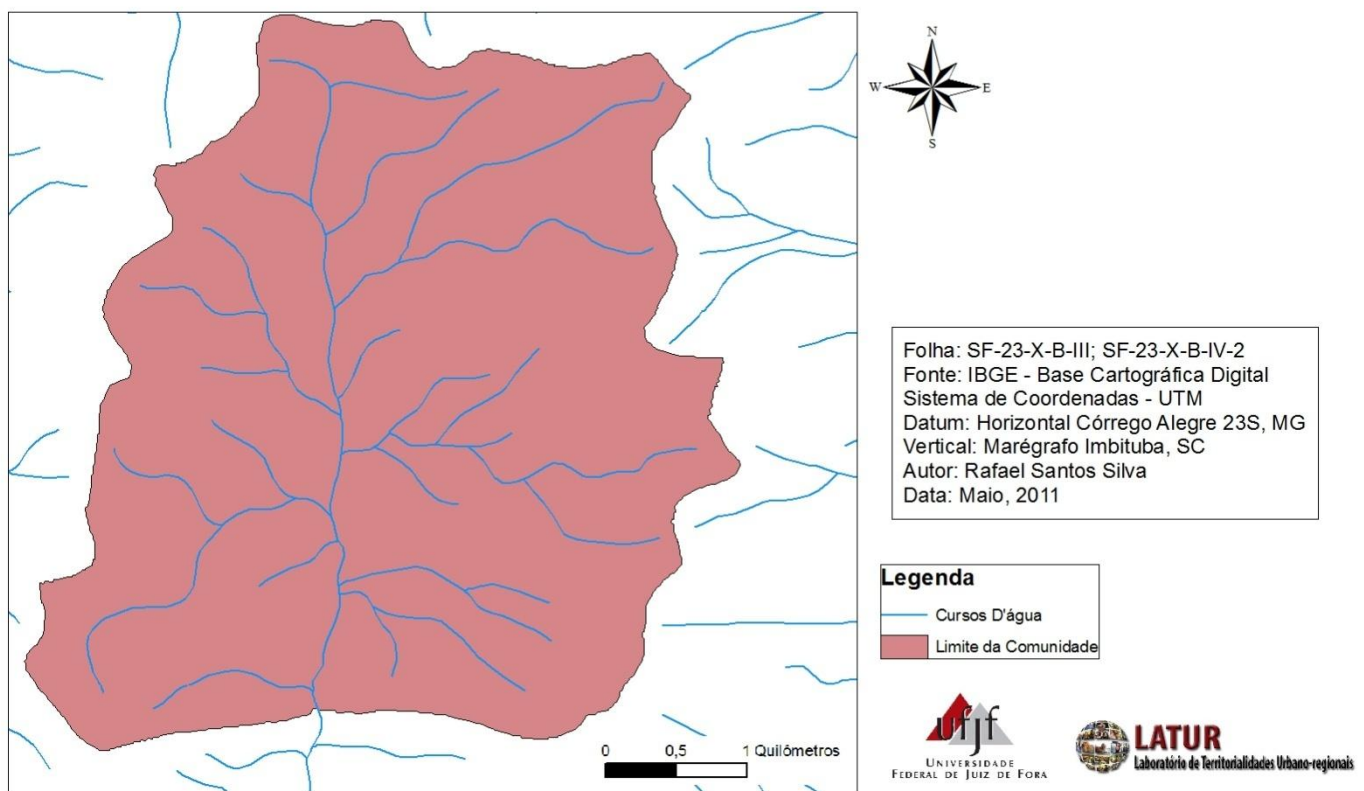 N
W E
S
Folha: SF-23-X-B-III; SF-23-X-B-IV-2
Fonte: IBGE - Base Cartográfica Digital
Sistema de Coordenadas - UTM
Datum: Horizontal Córrego Alegre 23S, MG
Vertical: Marégrafo Imbituba, SC
Autor: Rafael Santos Silva
Data: Maio, 2011
Legenda
Cursos D'água
Limite da Comunidade
0 0,5 1 Quilómetros
ufjf
UNIVERSIDADE
FEDERAL DE JUIZ DE FORA
LATUR
Laboratório de Territorialidades Urbano-regionais